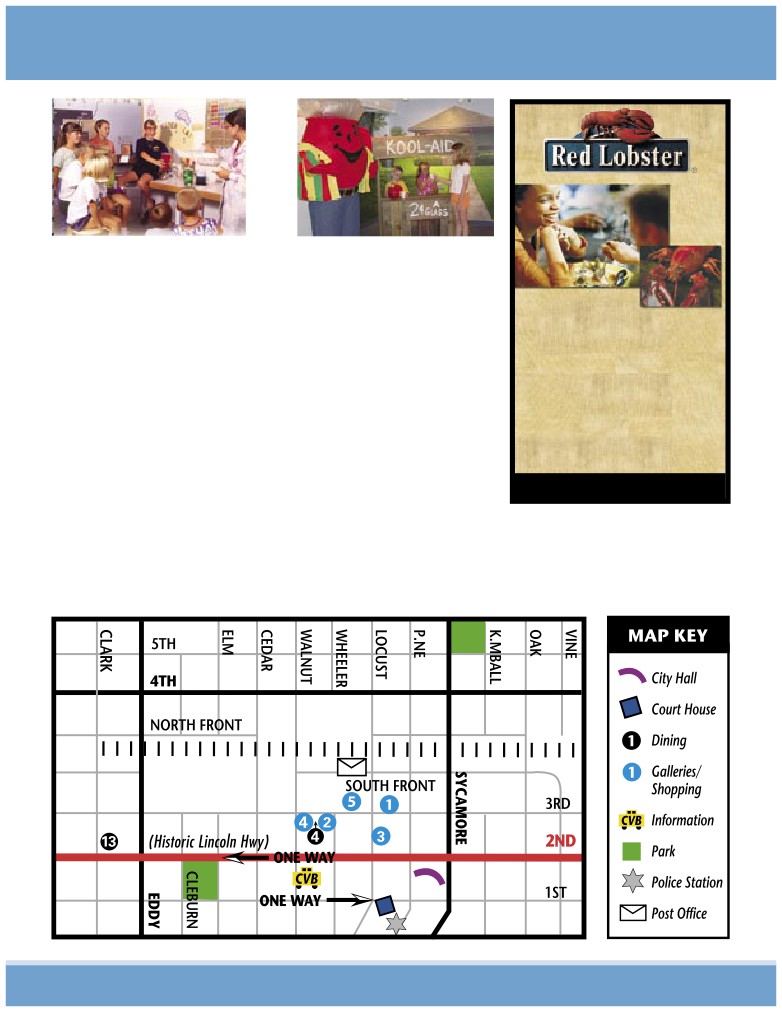 KOOL-AID
2¢ A GLASS
Red Lobster®
CLARK
5TH
ELM
CEDAR
WALNUT
WHEELER
LOCUST
P.NE
K.MBALL
OAK
VINE
4TH
NORTH FRONT
SOUTH FRONT
SYCAMORE
5
1
3RD
4
2
4
3
13
(Historic Lincoln Hwy)
2ND
ONE WAY
CVB
CLEBURN
EDDY
ONE WAY
1ST
MAP KEY
City Hall
Court House
1 Dining
1 Galleries/
Shopping
CVB Information
Park
Police Station
Post Office